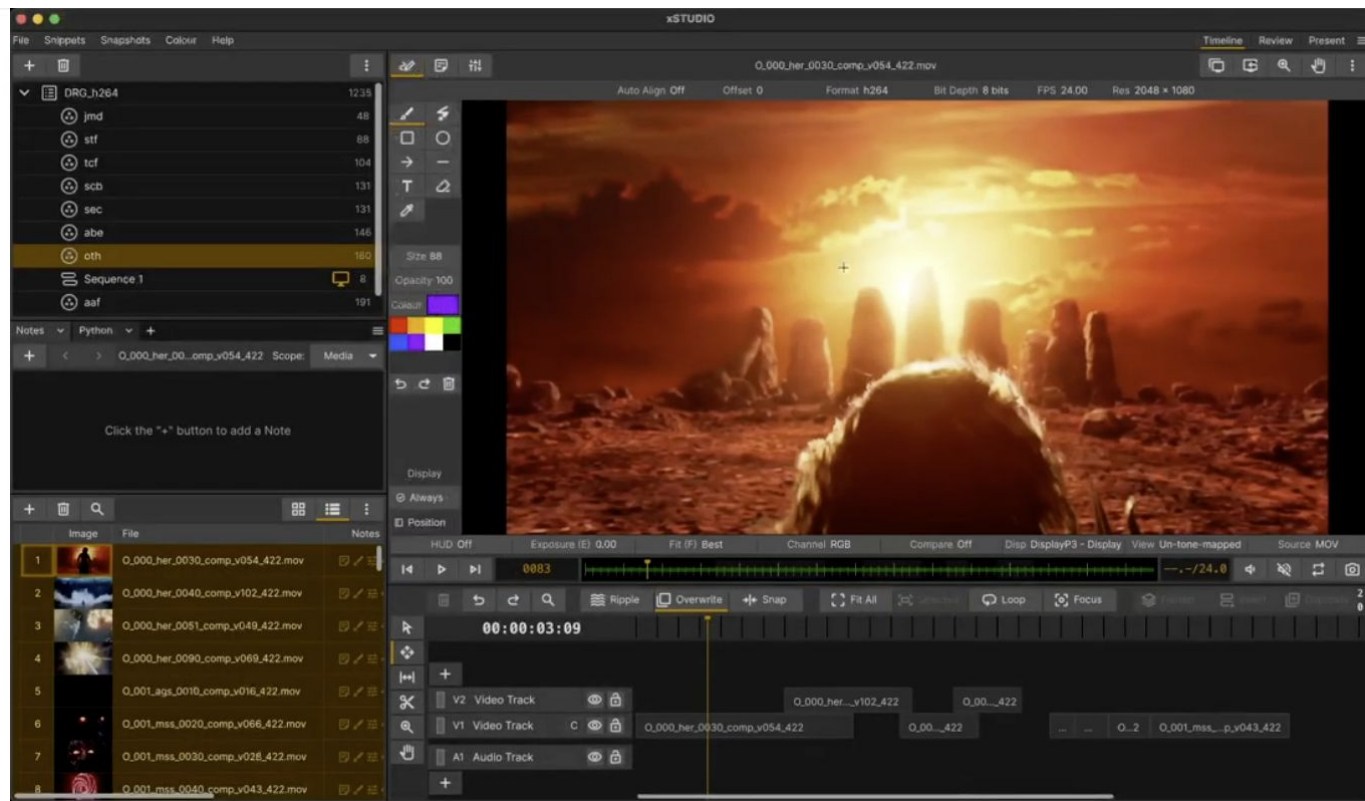 xSTUDIO
File Snippets Snapshots Colour Help
Timeline Review Present
DRG_h264 1235
jmd 48
stf 88
tcf 104
scb 131
sec 131
abe 146
oth 160
Sequence 1 8
aaf 191
Notes Python +
O_000_her_00...omp_v054_422 Scope: Media
Click the "+" button to add a Note
Image File Notes
1 O_000_her_0030_comp_v054_422.mov
2 O_000_her_0040_comp_v102_422.mov
3 O_000_her_0051_comp_v049_422.mov
4 O_000_her_0090_comp_v069_422.mov
5 O_001_ags_0010_comp_v016_422.mov
6 O_001_mss_0020_comp_v066_422.mov
7 O_001_mss_0030_comp_v028_422.mov
8 O_001_mss_0040_comp_v043_422.mov
O_000_her_0030_comp_v054_422.mov
Auto Align Off Offset 0 Format h264 Bit Depth 8 bits FPS 24.00 Res 2048 × 1080
T
Size 88
Opacity 100
Colour
Display
Always
Position
HUD Off Exposure (E) 0.00 Fit (F) Best Channel RGB Compare Off Disp DisplayP3 - Display View Un-tone-mapped Source MOV
0083 --.-/24.0
Ripple Overwrite Snap Fit All Loop Focus
00:00:03:09
V2 Video Track O_000_her..._v102_422 O_00..._422
V1 Video Track C O_000_her_0030_comp_v054_422 O_00..._422 ... ... O...2 O_001_mss_...p_v043_422
A1 Audio Track